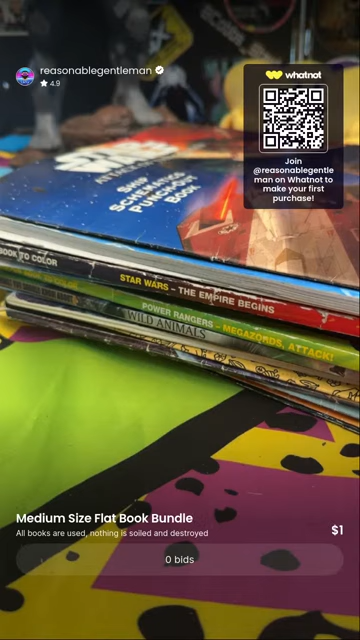 reasonablegentleman
4.9
whatnot
Join
@reasonablegentle
man on Whatnot to
make your first
purchase!
STAR
WARS
ATTACK
SHIP
SCHEMATICS
PUNCH-OUT
BOOK
BOOK TO COLOR
STAR WARS – THE EMPIRE BEGINS
COLOR
POWER RANGERS – MEGAZORDS, ATTACK!
WILD ANIMALS
Medium Size Flat Book Bundle
All books are used, nothing is soiled and destroyed
$1
0 bids